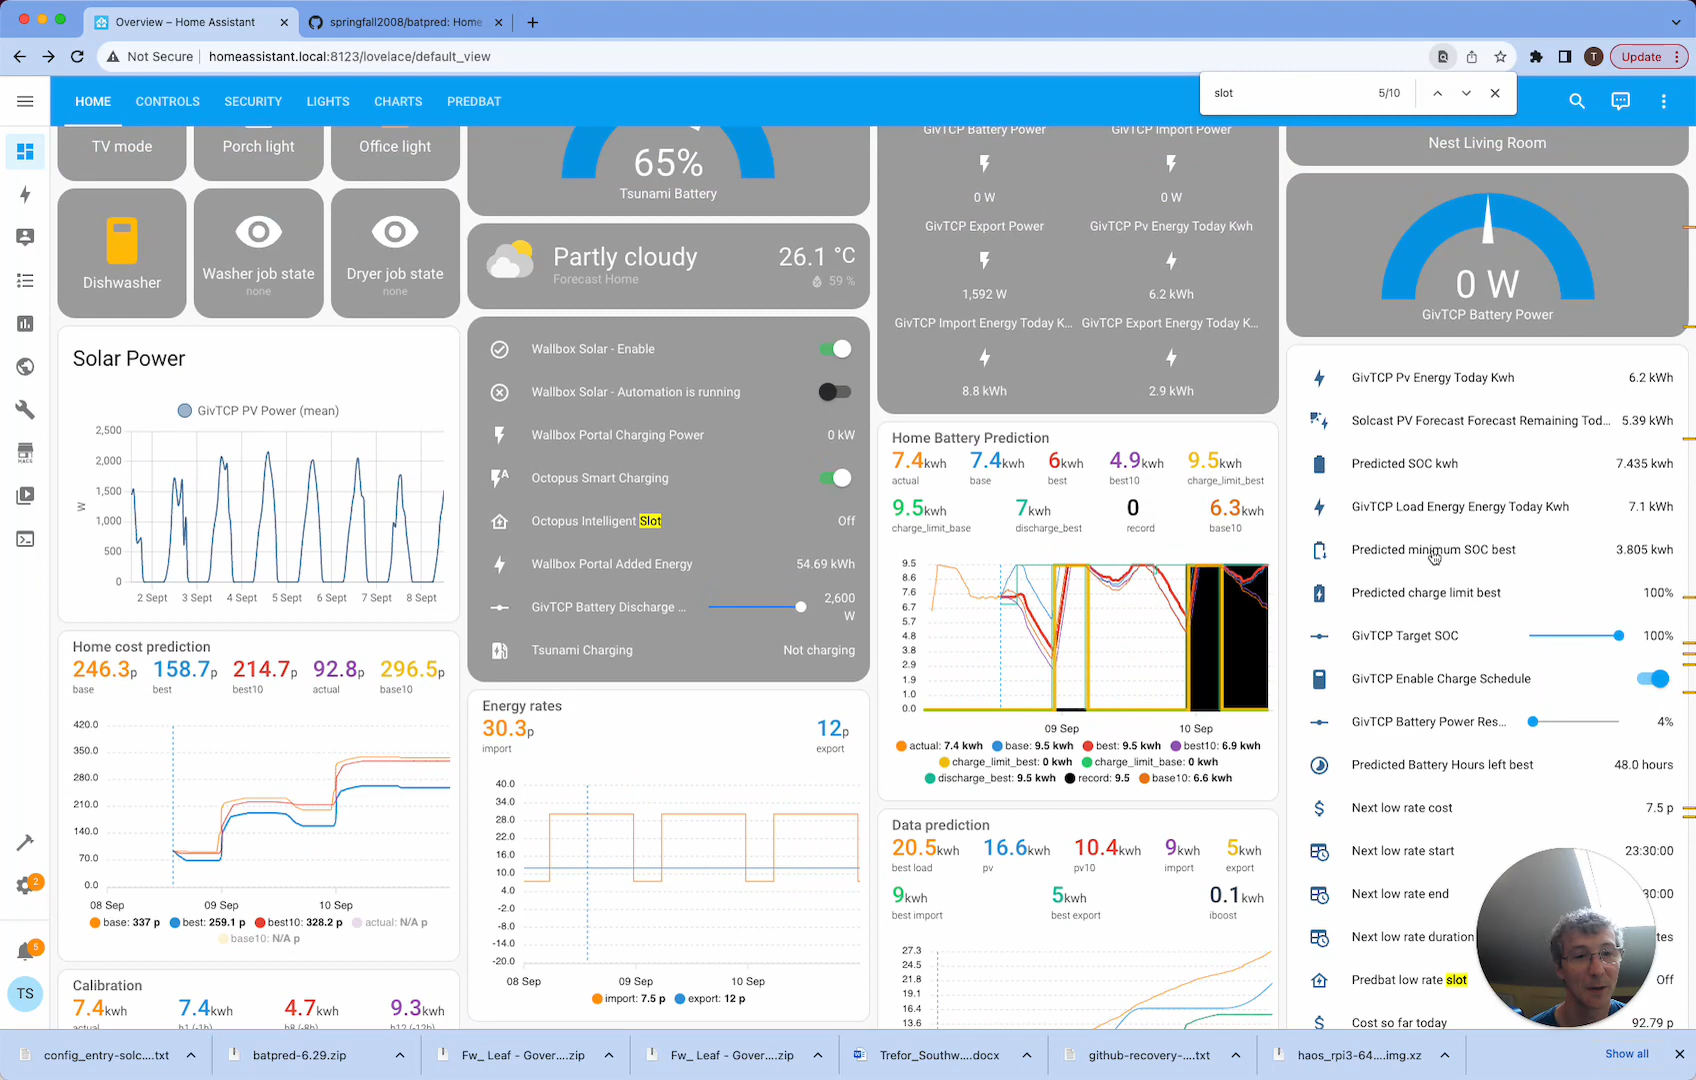 Overview – Home Assistant
springfall2008/batpred: Home
Not Secure
homeassistant.local:8123/lovelace/default_view
Update
T
slot
5/10
HOME
CONTROLS
SECURITY
LIGHTS
CHARTS
PREDBAT
TV mode
Porch light
Office light
Dishwasher
Washer job state
none
Dryer job state
none
Solar Power
GivTCP PV Power (mean)
2,500
2,000
1,500
1,000
500
0
W
2 Sept
3 Sept
4 Sept
5 Sept
6 Sept
7 Sept
8 Sept
Home cost prediction
246.3p
158.7p
214.7p
92.8p
296.5p
base
best
best10
actual
base10
420.0
350.0
280.0
210.0
140.0
70.0
0.0
08 Sep
09 Sep
10 Sep
base: 337 p
best: 259.1 p
best10: 328.2 p
actual: N/A p
base10: N/A p
Calibration
7.4kwh
7.4kwh
4.7kwh
9.3kwh
65%
Tsunami Battery
Partly cloudy
Forecast Home
26.1 °C
59 %
Wallbox Solar - Enable
Wallbox Solar - Automation is running
Wallbox Portal Charging Power
0 kW
Octopus Smart Charging
Octopus Intelligent Slot
Off
Wallbox Portal Added Energy
54.69 kWh
GivTCP Battery Discharge ...
2,600
W
Tsunami Charging
Not charging
Energy rates
30.3p
12p
import
export
40.0
34.0
28.0
22.0
16.0
10.0
4.0
-2.0
-8.0
-14.0
-20.0
08 Sep
09 Sep
10 Sep
import: 7.5 p
export: 12 p
GivTCP Battery Power
GivTCP Import Power
0 W
0 W
GivTCP Export Power
GivTCP Pv Energy Today Kwh
1,592 W
6.2 kWh
GivTCP Import Energy Today K...
GivTCP Export Energy Today K...
8.8 kWh
2.9 kWh
Home Battery Prediction
7.4kwh
7.4kwh
6kwh
4.9kwh
9.5kwh
actual
base
best
best10
charge_limit_best
9.5kwh
7kwh
0
6.3kwh
charge_limit_base
discharge_best
record
base10
9.5
8.6
7.6
6.7
5.7
4.8
3.8
2.9
1.9
1.0
0.0
09 Sep
10 Sep
actual: 7.4 kwh
base: 9.5 kwh
best: 9.5 kwh
best10: 6.9 kwh
charge_limit_best: 0 kwh
charge_limit_base: 0 kwh
discharge_best: 9.5 kwh
record: 9.5
base10: 6.6 kwh
Data prediction
20.5kwh
16.6kwh
10.4kwh
9kwh
5kwh
best load
pv
pv10
import
export
9kwh
5kwh
0.1kwh
best import
best export
iboost
27.3
24.5
21.8
19.1
16.4
13.6
Nest Living Room
0 W
GivTCP Battery Power
GivTCP Pv Energy Today Kwh
6.2 kWh
Solcast PV Forecast Forecast Remaining Tod...
5.39 kWh
Predicted SOC kwh
7.435 kWh
GivTCP Load Energy Energy Today Kwh
7.1 kWh
Predicted minimum SOC best
3.805 kwh
Predicted charge limit best
100%
GivTCP Target SOC
100%
GivTCP Enable Charge Schedule
GivTCP Battery Power Res...
4%
Predicted Battery Hours left best
48.0 hours
Next low rate cost
7.5 p
Next low rate start
23:30:00
Next low rate end
30:00
Next low rate duration
tes
Predbat low rate slot
Off
Cost so far today
92.79 p
HACS
2
5
TS
config_entry-solc....txt
batpred-6.29.zip
Fw_ Leaf - Gover....zip
Fw_ Leaf - Gover....zip
Trefor_Southw....docx
github-recovery-....txt
haos_rpi3-64....img.xz
Show all